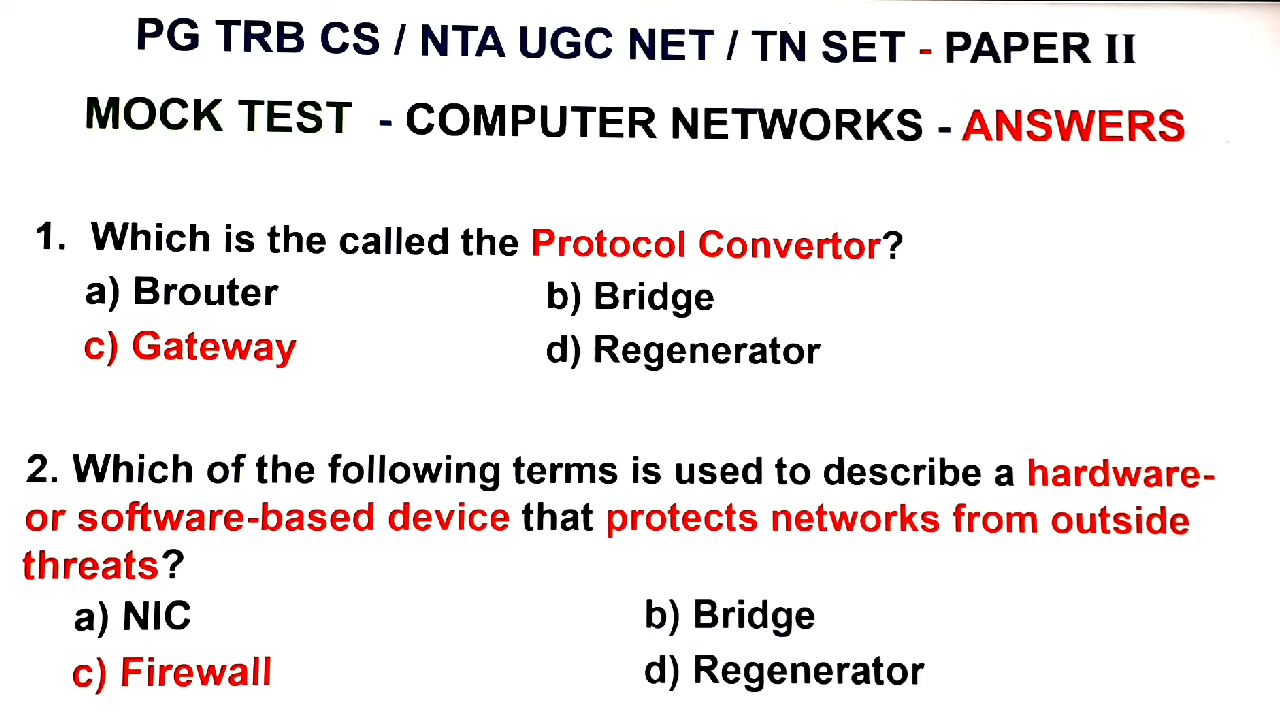 PG TRB CS / NTA UGC NET / TN SET - PAPER II
MOCK TEST - COMPUTER NETWORKS - ANSWERS
1. Which is the called the Protocol Convertor?
a) Brouter b) Bridge
c) Gateway d) Regenerator
2. Which of the following terms is used to describe a hardware-
or software-based device that protects networks from outside
threats?
a) NIC b) Bridge
c) Firewall d) Regenerator